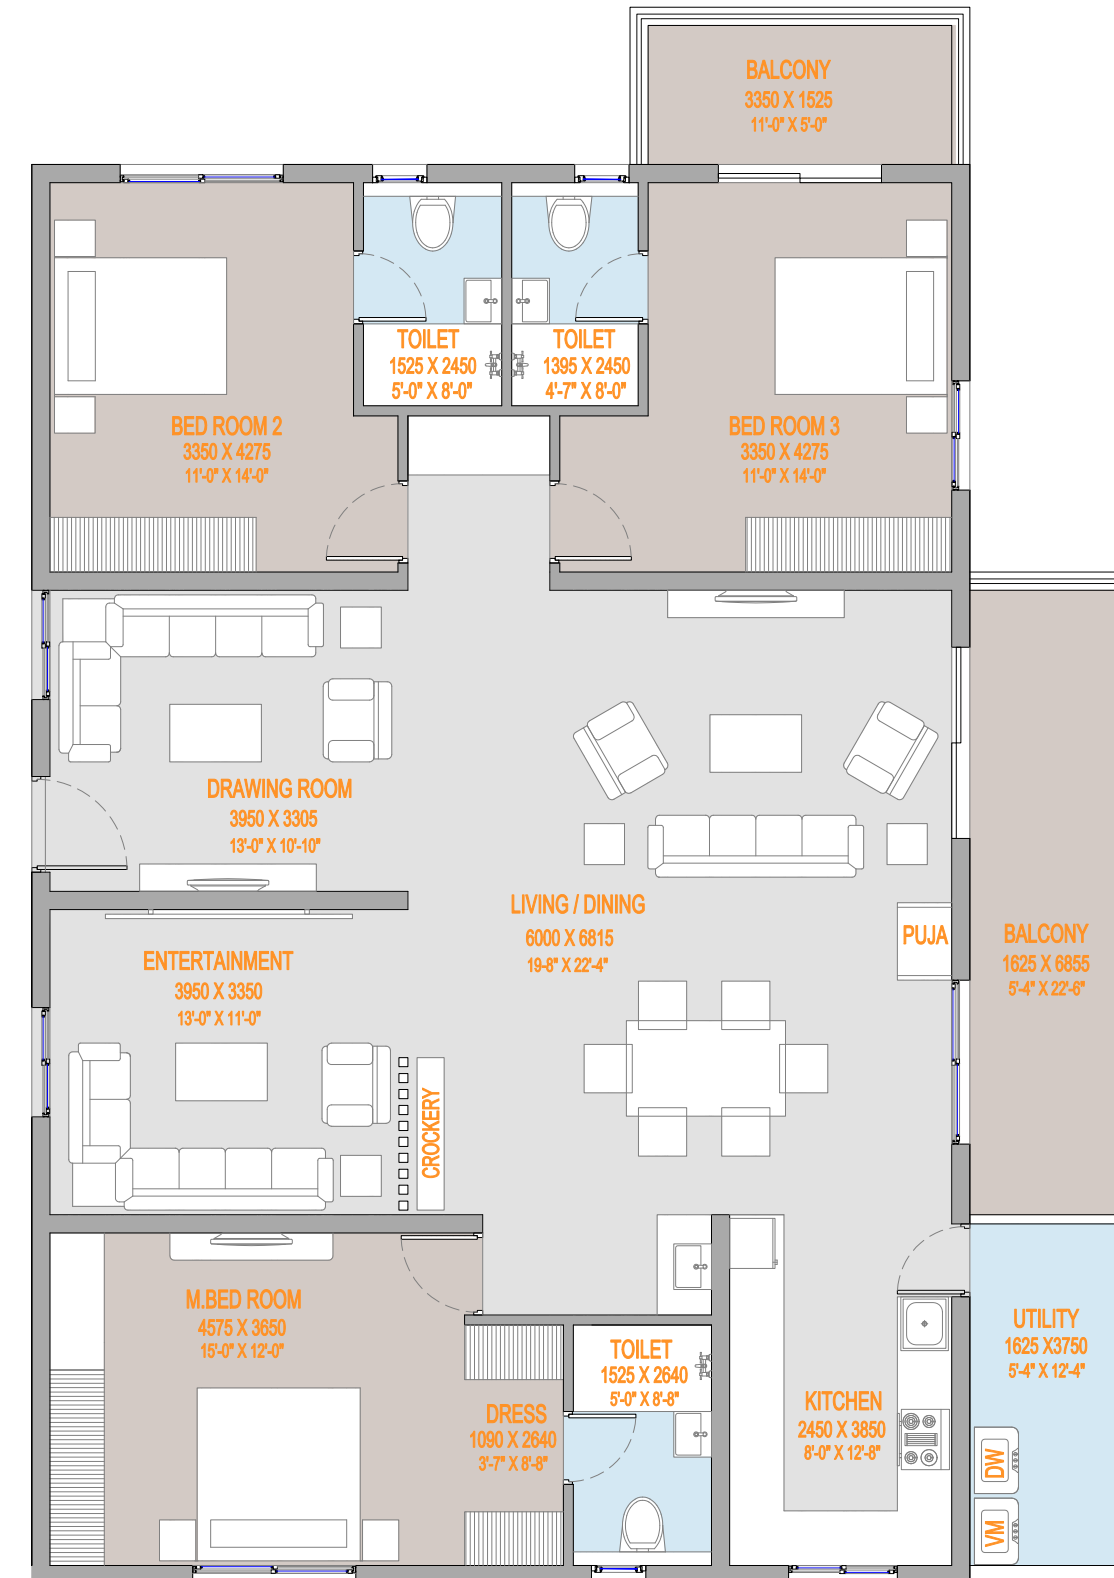 BALCONY
3350 X 1525
11'-0" X 5'-0"
TOILET
1525 X 2450
5'-0" X 8'-0"
TOILET
1395 X 2450
4'-7" X 8'-0"
BED ROOM 2
3350 X 4275
11'-0" X 14'-0"
BED ROOM 3
3350 X 4275
11'-0" X 14'-0"
DRAWING ROOM
3950 X 3305
13'-0" X 10'-10"
LIVING / DINING
6000 X 6815
19-8" X 22'-4"
PUJA
BALCONY
1625 X 6855
5'-4" X 22'-6"
ENTERTAINMENT
3950 X 3350
13'-0" X 11'-0"
CROCKERY
M.BED ROOM
4575 X 3650
15'-0" X 12'-0"
TOILET
1525 X 2640
5'-0" X 8'-8"
DRESS
1090 X 2640
3'-7" X 8'-8"
KITCHEN
2450 X 3850
8'-0" X 12'-8"
UTILITY
1625 X3750
5'-4" X 12'-4"
DW
VM